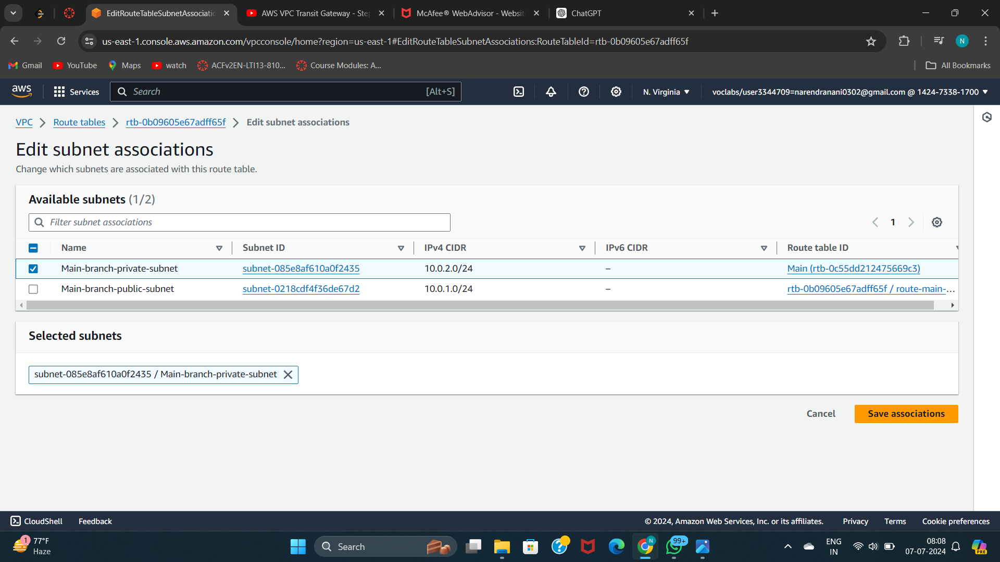 EditRouteTableSubnetAssociatio
AWS VPC Transit Gateway - Step
McAfee® WebAdvisor - Websit
ChatGPT
us-east-1.console.aws.amazon.com/vpcconsole/home?region=us-east-1#EditRouteTableSubnetAssociations:RouteTableId=rtb-0b09605e67adff65f
N
Gmail
YouTube
Maps
watch
ACFv2EN-LTI13-810...
Course Modules: A...
All Bookmarks
aws
Services
Search
[Alt+S]
N. Virginia
voclabs/user3344709=narendranani0302@gmail.com @ 1424-7338-1700
VPC
Route tables
rtb-0b09605e67adff65f
Edit subnet associations
Edit subnet associations
Change which subnets are associated with this route table.
Available subnets (1/2)
Filter subnet associations
1
Name
Subnet ID
IPv4 CIDR
IPv6 CIDR
Route table ID
Main-branch-private-subnet
subnet-085e8af610a0f2435
10.0.2.0/24
–
Main (rtb-0c55dd212475669c3)
Main-branch-public-subnet
subnet-0218cdf4f36de67d2
10.0.1.0/24
–
rtb-0b09605e67adff65f / route-main-...
Selected subnets
subnet-085e8af610a0f2435 / Main-branch-private-subnet
Cancel
Save associations
CloudShell
Feedback
© 2024, Amazon Web Services, Inc. or its affiliates.
Privacy
Terms
Cookie preferences
1
77°F
Haze
Search
N
99+
ENG
IN
08:08
07-07-2024
PRE